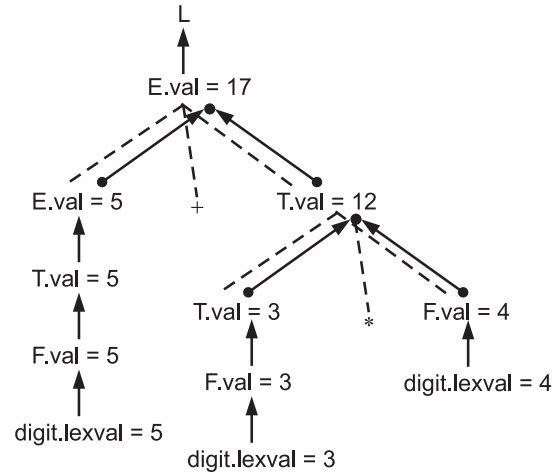 L
E.val = 17
E.val = 5
+
T.val = 12
T.val = 5
T.val = 3
*
F.val = 4
F.val = 5
F.val = 3
digit.lexval = 4
digit.lexval = 5
digit.lexval = 3